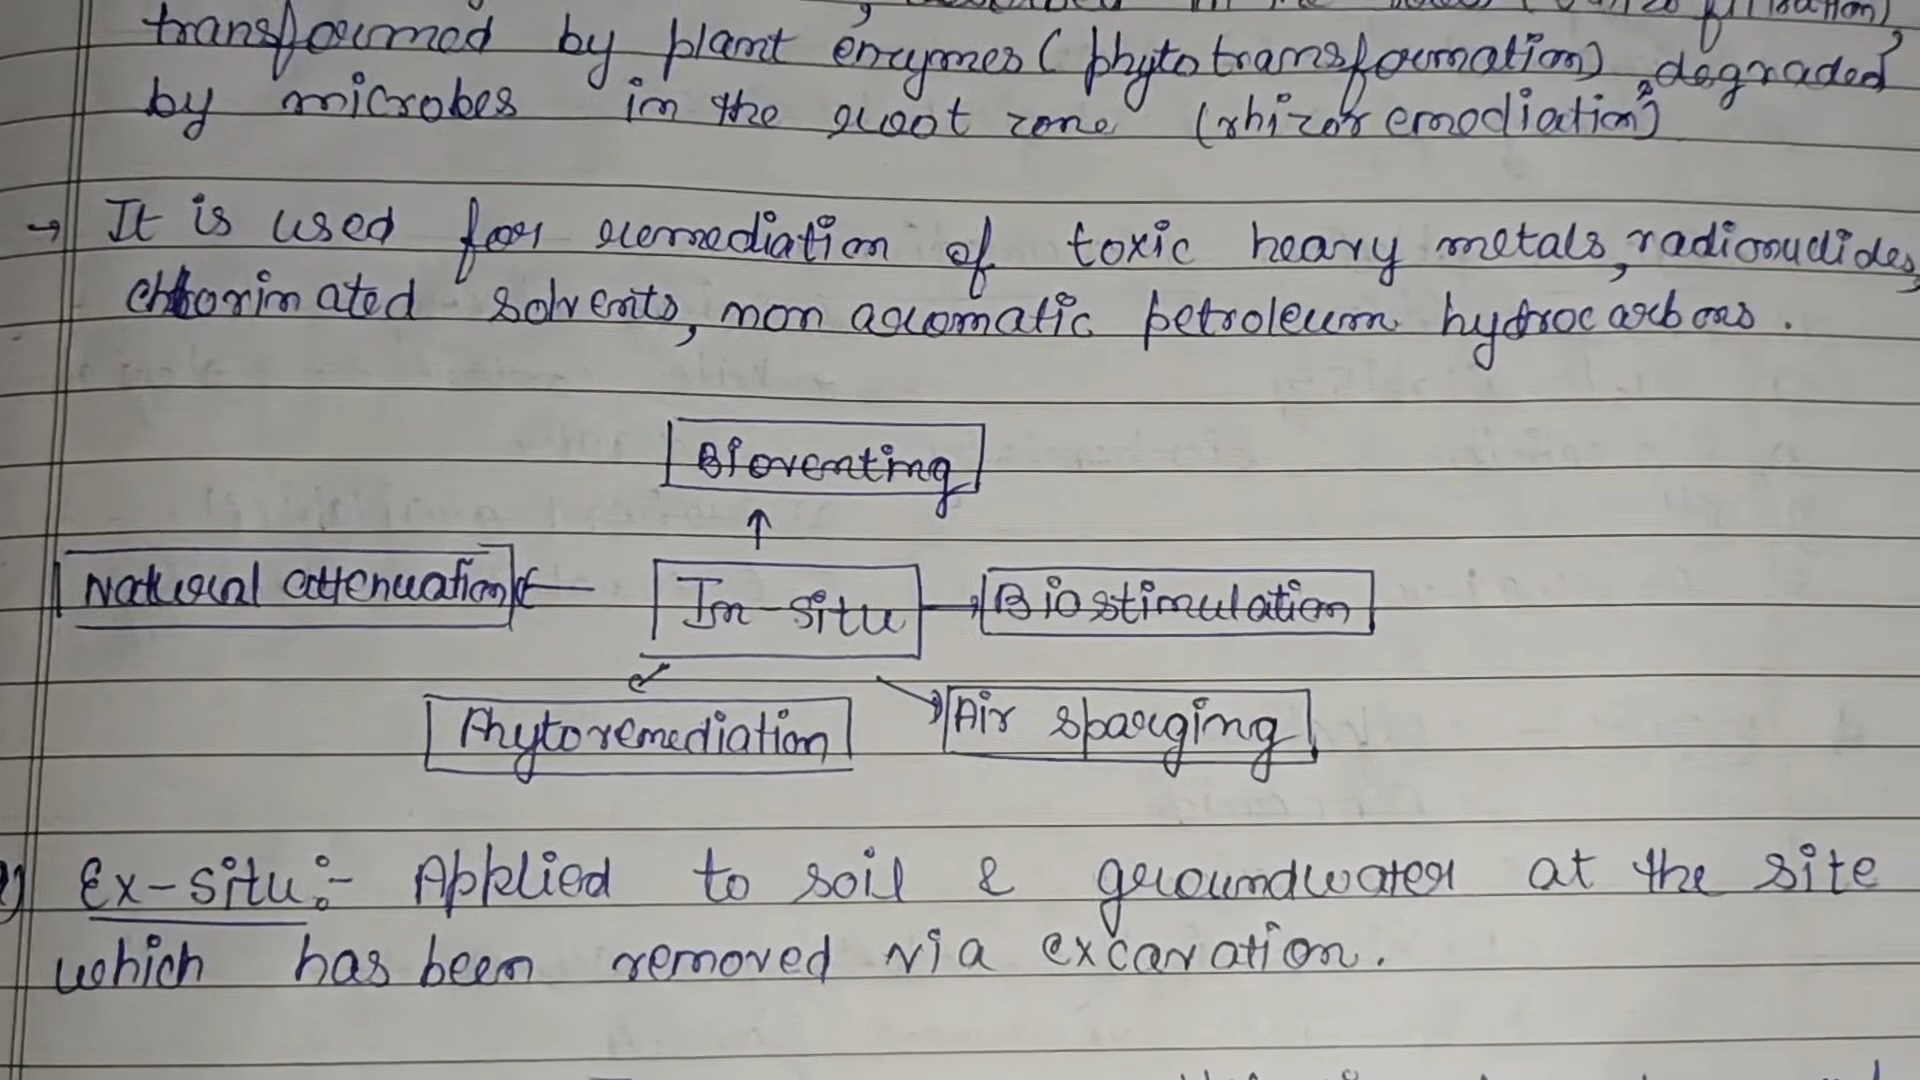 transformed by plant enzymes (phytotransformation), degraded
by microbes in the root zone (rhizoremediation)
→ It is used for remediation of toxic heavy metals, radionuclides,
chlorinated solvents, non aromatic petroleum hydrocarbons.
Bioventing
Natural attenuation
In-situ
Biostimulation
Phytoremediation
Air sparging
Ex-situ:- Applied to soil & groundwater at the site
which has been removed via excavation.